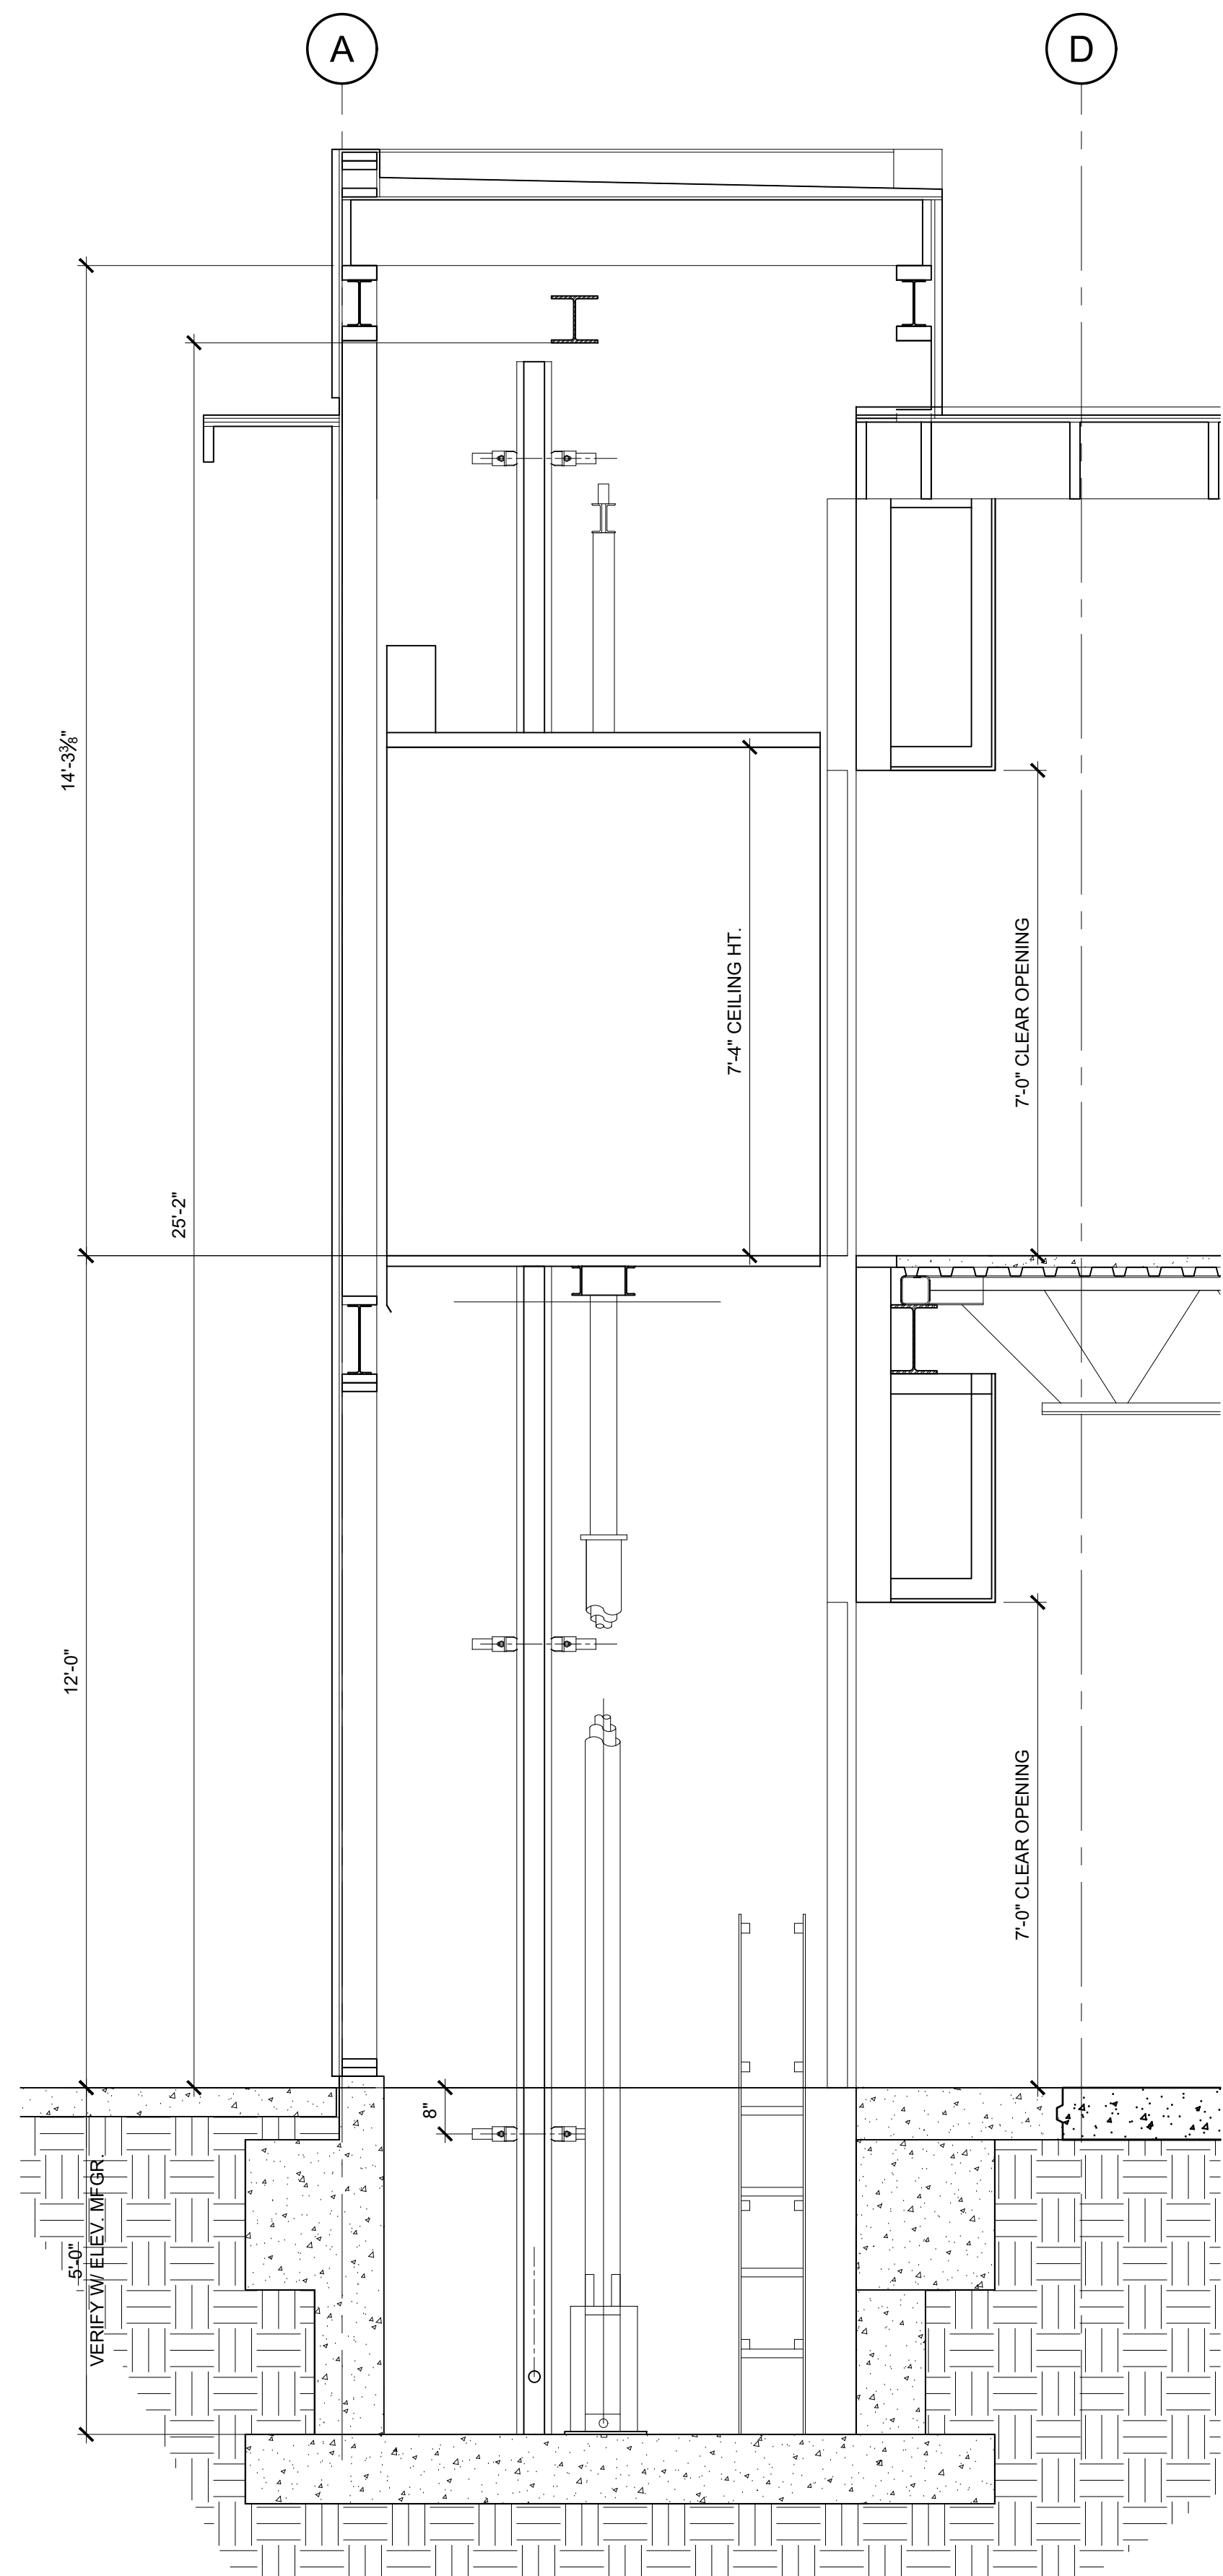 A
D
14'-3⅜"
25'-2"
7'-4" CEILING HT.
7'-0" CLEAR OPENING
12'-0"
7'-0" CLEAR OPENING
8"
5'-0"
VERIFY W/ ELEV. MFGR.